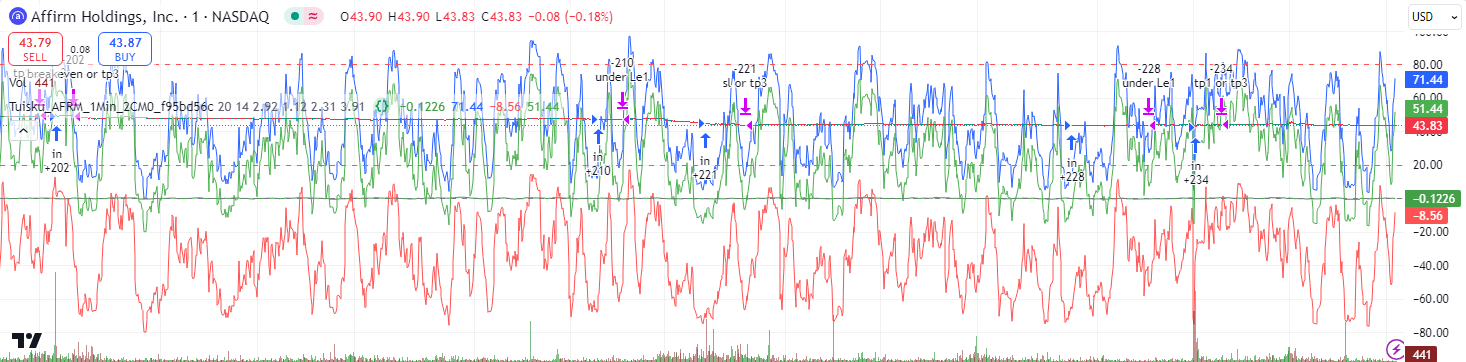 Affirm Holdings, Inc. · 1 · NASDAQ
O43.90 H43.90 L43.83 C43.83 −0.08 (−0.18%)
USD
43.79
SELL
0.08
43.87
BUY
-202
tp breakeven or tp3
Vol 441
Tuisku_AFRM_1Min_2CM0_f95bd56c 20 14 2.92 1.12 2.31 3.91
−0.1226 71.44 −8.56 51.44
in
+202
-210
under Le1
in
+210
-221
sl or tp3
in
+221
-228
under Le1
in
+228
-234
tp1 or tp3
in
+234
80.00
71.44
60.00
51.44
43.83
20.00
−0.1226
−8.56
−20.00
−40.00
−60.00
−80.00
441